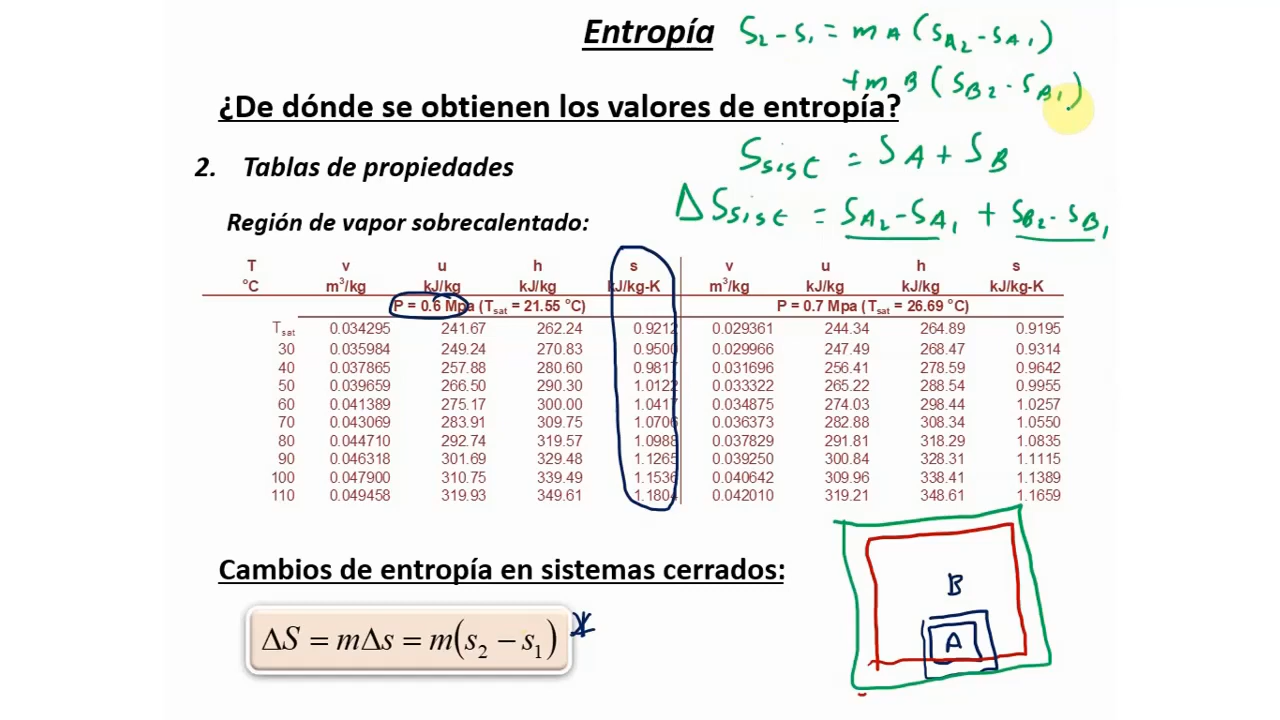 Entropía
S₂ - S₁ = mA (SA₂ - SA₁)
+ mB (SB₂ - SB₁)
¿De dónde se obtienen los valores de entropía?
Ssist = SA + SB
2. Tablas de propiedades
ΔSsist = SA₂ - SA₁ + SB₂ - SB₁
Región de vapor sobrecalentado:
T v u h s v u h s
°C m³/kg kJ/kg kJ/kg kJ/kg-K m³/kg kJ/kg kJ/kg kJ/kg-K
P = 0.6 Mpa (Tsat = 21.55 °C) P = 0.7 MPa (Tsat = 26.69 °C)
Tsat 0.034295 241.67 262.24 0.9212 0.029361 244.34 264.89 0.9195
30 0.035984 249.24 270.83 0.9500 0.029966 247.49 268.47 0.9314
40 0.037865 257.88 280.60 0.9817 0.031696 256.41 278.59 0.9642
50 0.039659 266.50 290.30 1.0122 0.033322 265.22 288.54 0.9955
60 0.041389 275.17 300.00 1.0417 0.034875 274.03 298.44 1.0257
70 0.043069 283.91 309.75 1.0706 0.036373 282.88 308.34 1.0550
80 0.044710 292.74 319.57 1.0988 0.037829 291.81 318.29 1.0835
90 0.046318 301.69 329.48 1.1265 0.039250 300.84 328.31 1.1115
100 0.047900 310.75 339.49 1.1536 0.040642 309.96 338.41 1.1389
110 0.049458 319.93 349.61 1.1804 0.042010 319.21 348.61 1.1659
Cambios de entropía en sistemas cerrados:
B
ΔS = mΔs = m(s₂ − s₁) *
A